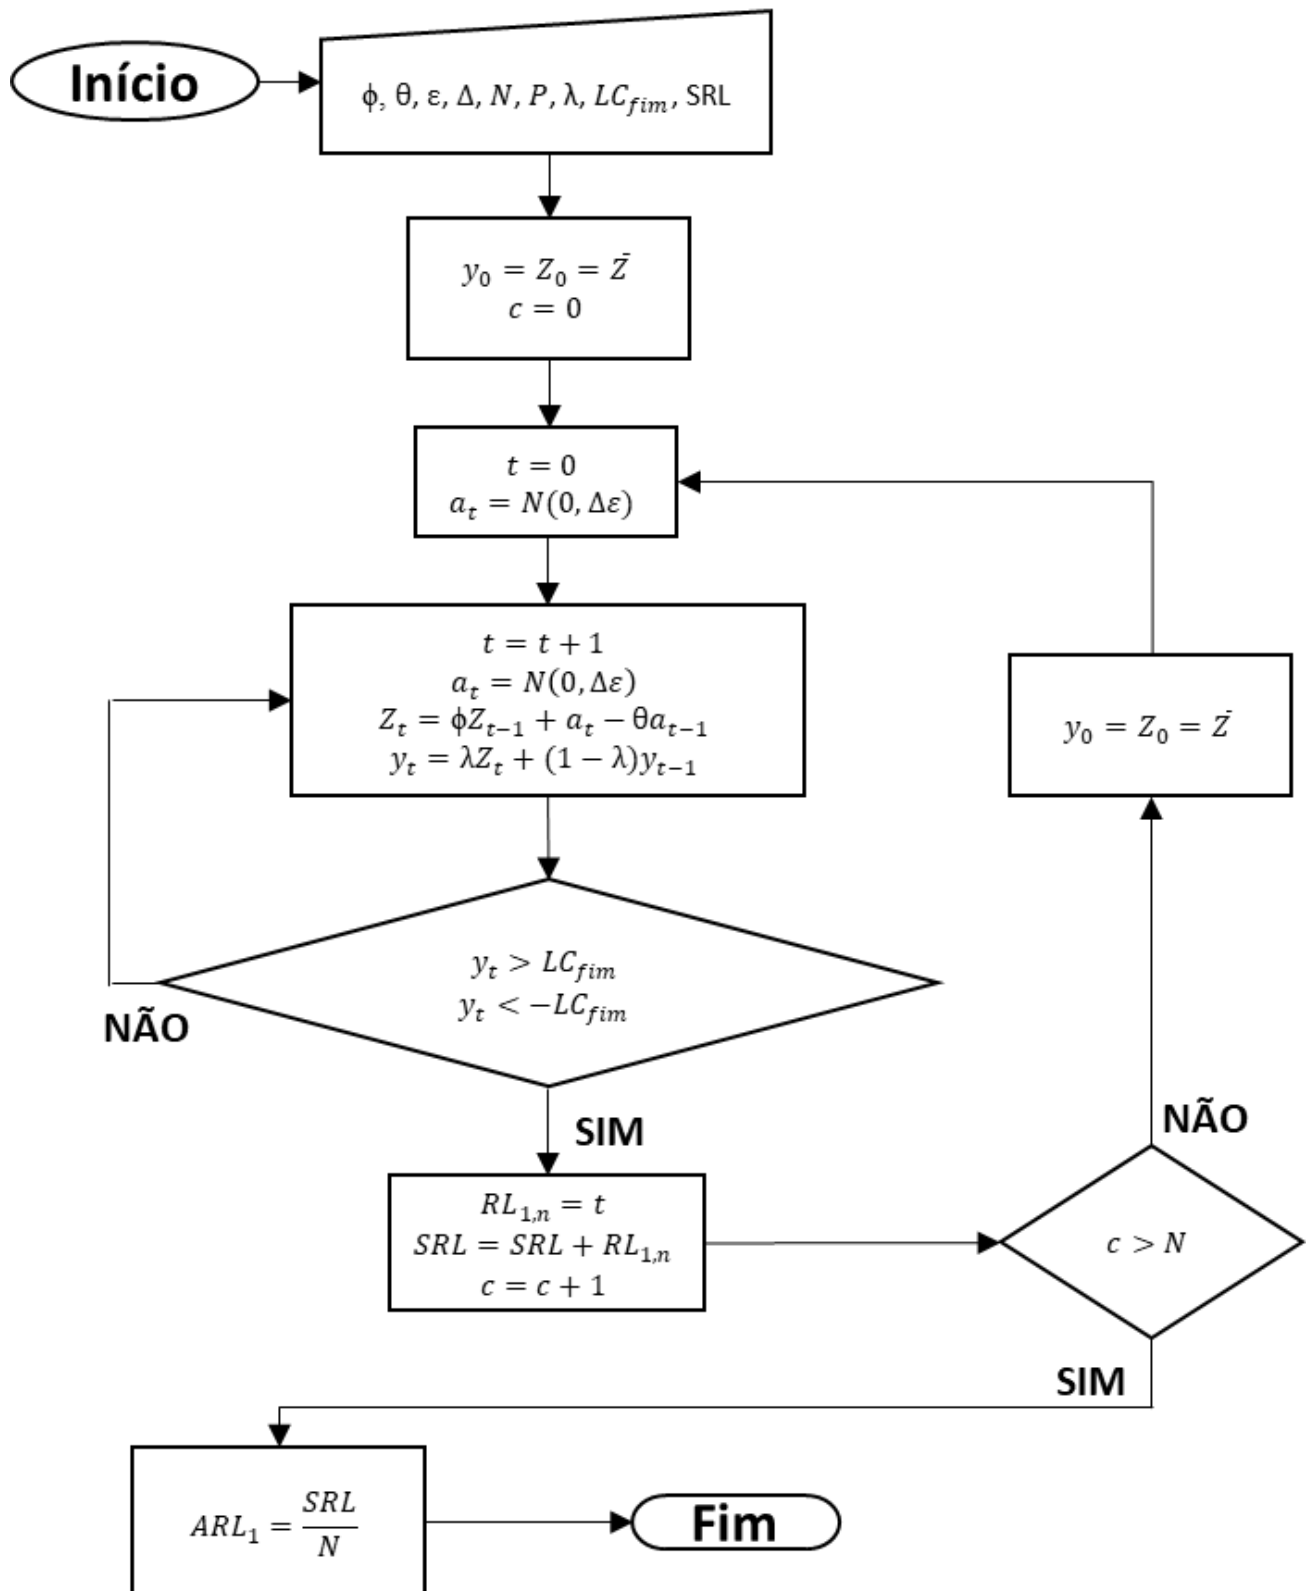 Início
ϕ, θ, ε, Δ, N, P, λ, LC_fim, SRL
y_0 = Z_0 = Z̄
c = 0
t = 0
a_t = N(0, Δε)
t = t + 1
a_t = N(0, Δε)
Z_t = ϕZ_{t−1} + a_t − θa_{t−1}
y_t = λZ_t + (1 − λ)y_{t−1}
y_0 = Z_0 = Z̄
y_t > LC_fim
y_t < −LC_fim
NÃO
SIM
NÃO
RL_{1,n} = t
SRL = SRL + RL_{1,n}
c = c + 1
c > N
SIM
ARL_1 = SRL/N
Fim